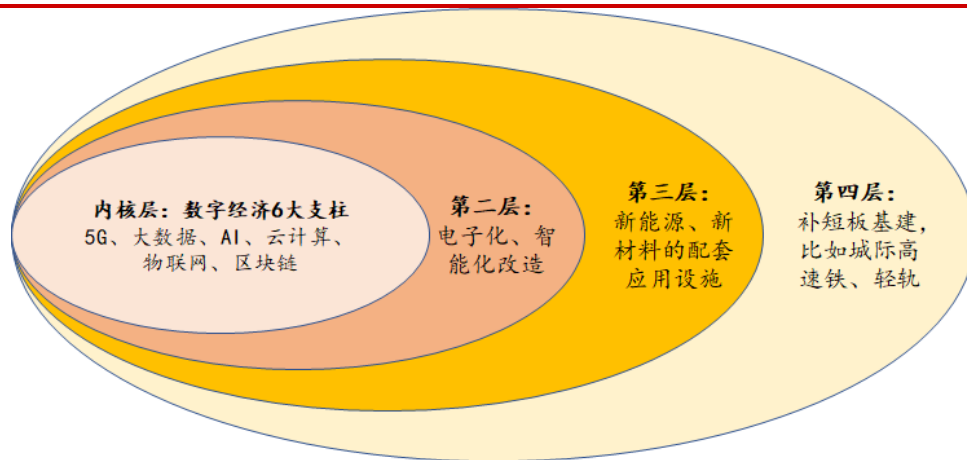 内核层：数字经济6大支柱
5G、大数据、AI、云计算、
物联网、区块链
第二层：
电子化、智
能化改造
第三层：
新能源、新
材料的配套
应用设施
第四层：
补短板基建，
比如城际高
速铁、轻轨